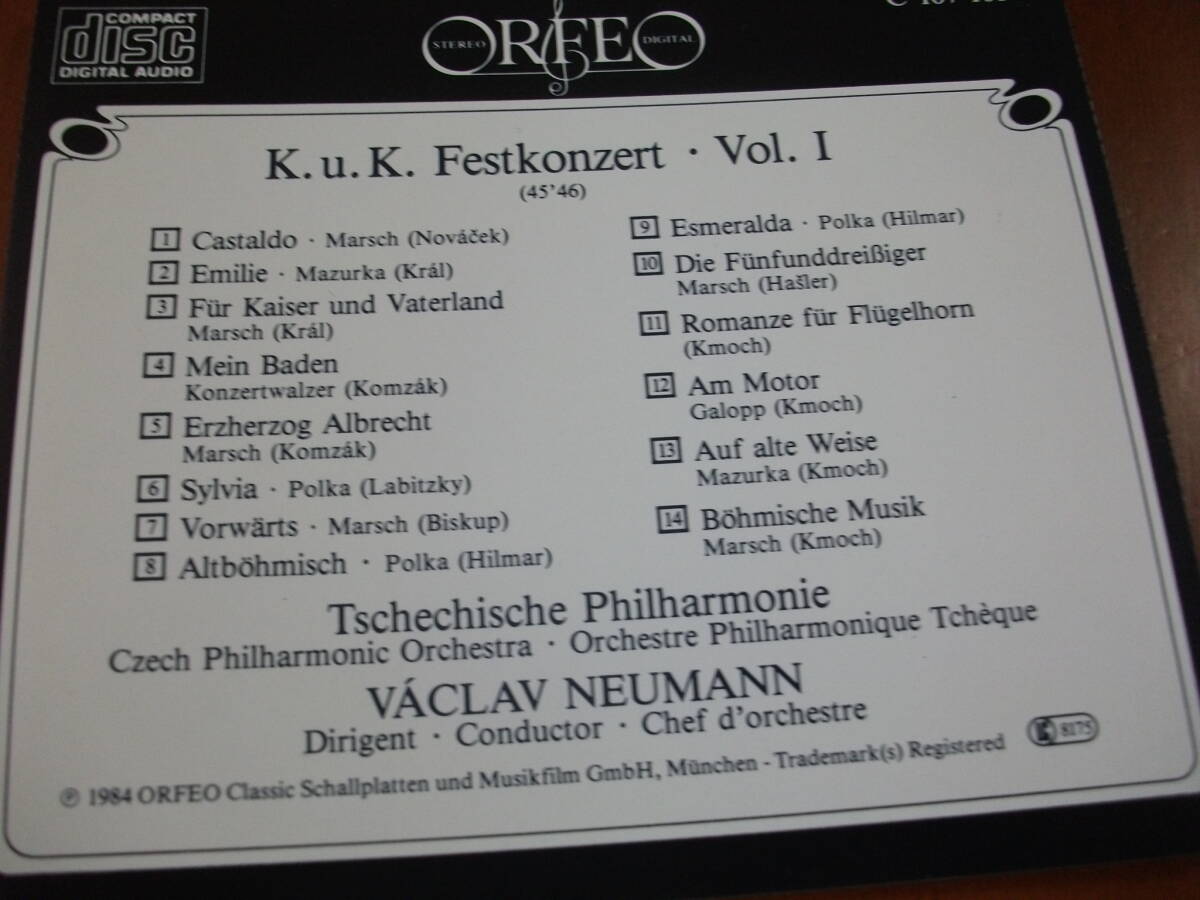 COMPACT
disc
DIGITAL AUDIO
STEREO ORFEO DIGITAL
K. u. K. Festkonzert · Vol. I
(45'46)
1 Castaldo · Marsch (Nováček)
2 Emilie · Mazurka (Král)
3 Für Kaiser und Vaterland
Marsch (Král)
4 Mein Baden
Konzertwalzer (Komzák)
5 Erzherzog Albrecht
Marsch (Komzák)
6 Sylvia · Polka (Labitzky)
7 Vorwärts · Marsch (Biskup)
8 Altböhmisch · Polka (Hilmar)
9 Esmeralda · Polka (Hilmar)
10 Die Fünfunddreißiger
Marsch (Hašler)
11 Romanze für Flügelhorn
(Kmoch)
12 Am Motor
Galopp (Kmoch)
13 Auf alte Weise
Mazurka (Kmoch)
14 Böhmische Musik
Marsch (Kmoch)
Tschechische Philharmonie
Czech Philharmonic Orchestra · Orchestre Philharmonique Tchèque
VÁCLAV NEUMANN
Dirigent · Conductor · Chef d'orchestre
℗ 1984 ORFEO Classic Schallplatten und Musikfilm GmbH, München - Trademark(s) Registered
8175